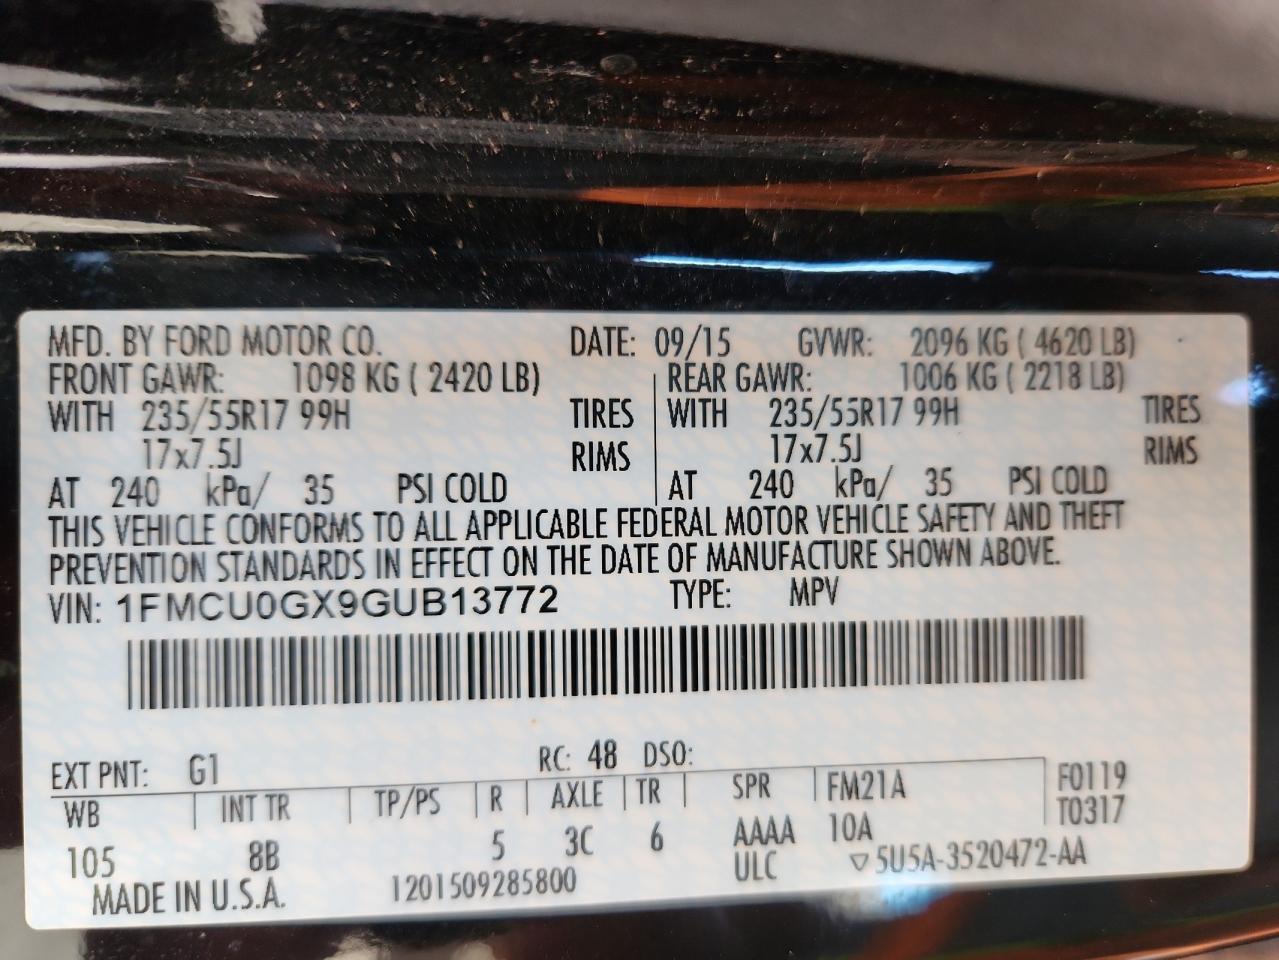 MFD. BY FORD MOTOR CO. DATE: 09/15 GVWR: 2096 KG ( 4620 LB)
FRONT GAWR: 1098 KG ( 2420 LB) REAR GAWR: 1006 KG ( 2218 LB)
WITH 235/55R17 99H TIRES WITH 235/55R17 99H TIRES
17x7.5J RIMS 17x7.5J RIMS
AT 240 kPa/ 35 PSI COLD AT 240 kPa/ 35 PSI COLD
THIS VEHICLE CONFORMS TO ALL APPLICABLE FEDERAL MOTOR VEHICLE SAFETY AND THEFT
PREVENTION STANDARDS IN EFFECT ON THE DATE OF MANUFACTURE SHOWN ABOVE.
VIN: 1FMCU0GX9GUB13772 TYPE: MPV
EXT PNT: G1 RC: 48 DSO:
WB INT TR TP/PS R AXLE TR SPR FM21A F0119
105 8B 5 3C 6 AAAA 10A T0317
ULC ▽5U5A-3520472-AA
MADE IN U.S.A. 1201509285800